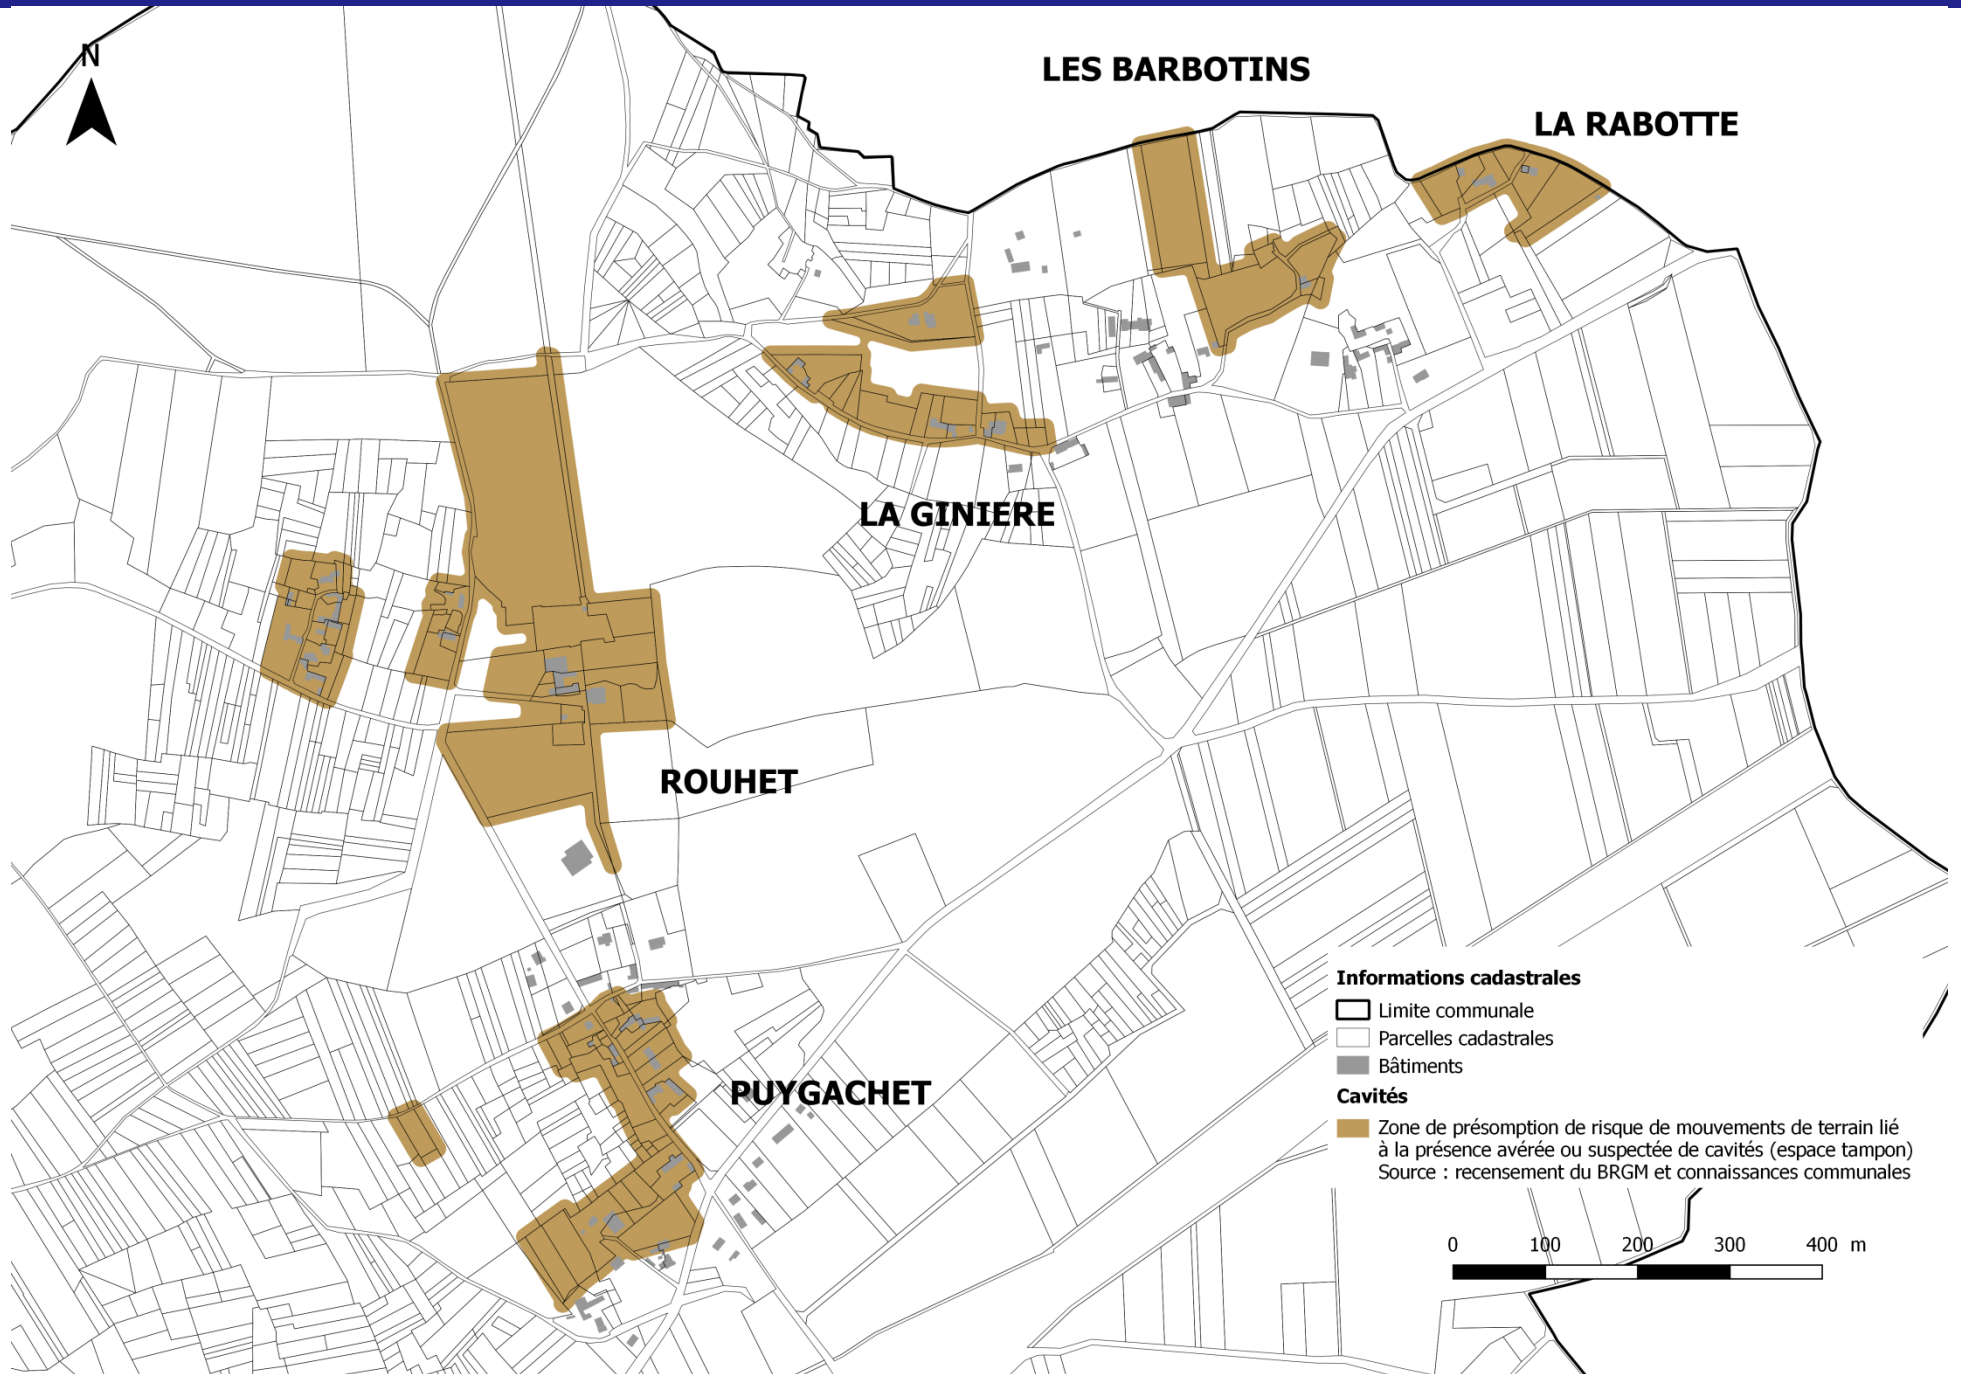 N
LES BARBOTINS
LA RABOTTE
LA GINIERE
ROUHET
PUYGACHET
Informations cadastrales
Limite communale
Parcelles cadastrales
Bâtiments
Cavités
Zone de présomption de risque de mouvements de terrain lié
à la présence avérée ou suspectée de cavités (espace tampon)
Source : recensement du BRGM et connaissances communales
0 100 200 300 400 m